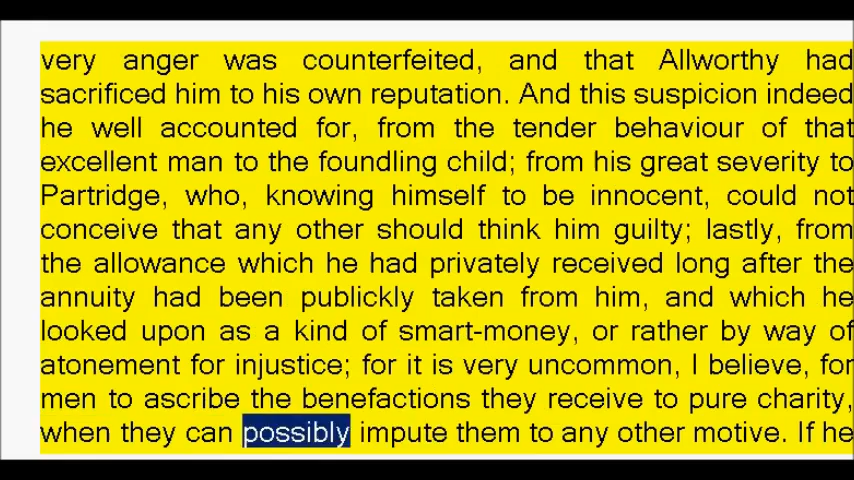 very anger was counterfeited, and that Allworthy had
sacrificed him to his own reputation. And this suspicion indeed
he well accounted for, from the tender behaviour of that
excellent man to the foundling child; from his great severity to
Partridge, who, knowing himself to be innocent, could not
conceive that any other should think him guilty; lastly, from
the allowance which he had privately received long after the
annuity had been publickly taken from him, and which he
looked upon as a kind of smart-money, or rather by way of
atonement for injustice; for it is very uncommon, I believe, for
men to ascribe the benefactions they receive to pure charity,
when they can possibly impute them to any other motive. If he